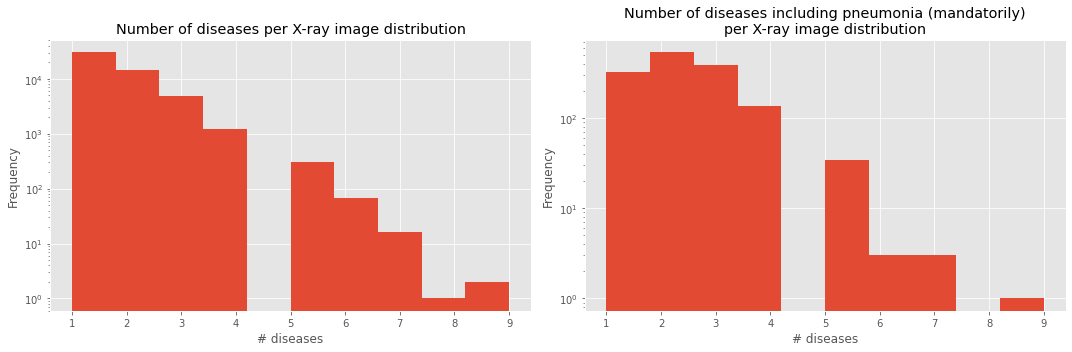 Number of diseases per X-ray image distribution
Frequency
10⁴
10³
10²
10¹
10⁰
1 2 3 4 5 6 7 8 9
# diseases
Number of diseases including pneumonia (mandatorily)
per X-ray image distribution
Frequency
10²
10¹
10⁰
1 2 3 4 5 6 7 8 9
# diseases